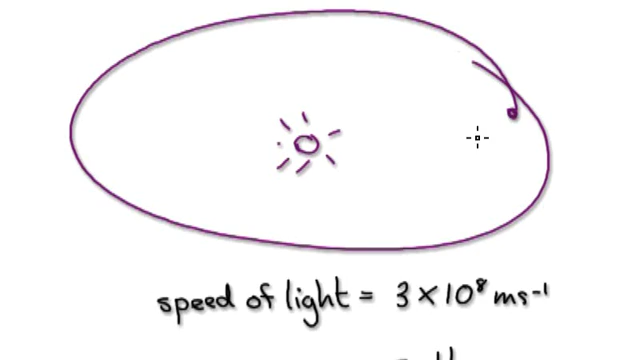 speed of light = 3 × 10⁸ ms⁻¹